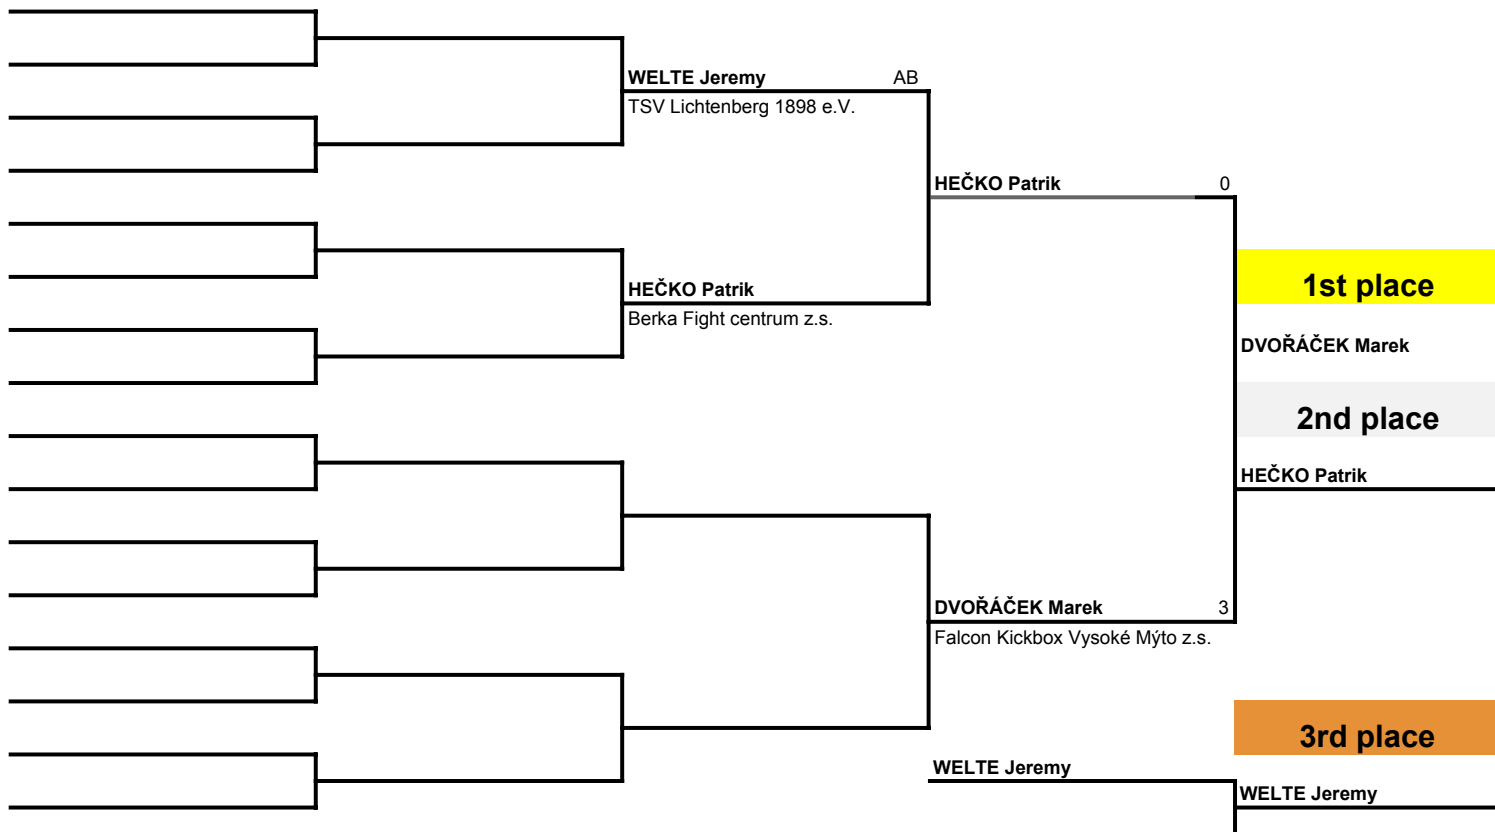 WELTE Jeremy AB
TSV Lichtenberg 1898 e.V.
HEČKO Patrik 0
1st place
HEČKO Patrik
Berka Fight centrum z.s.
DVOŘÁČEK Marek
2nd place
HEČKO Patrik
DVOŘÁČEK Marek 3
Falcon Kickbox Vysoké Mýto z.s.
3rd place
WELTE Jeremy
WELTE Jeremy